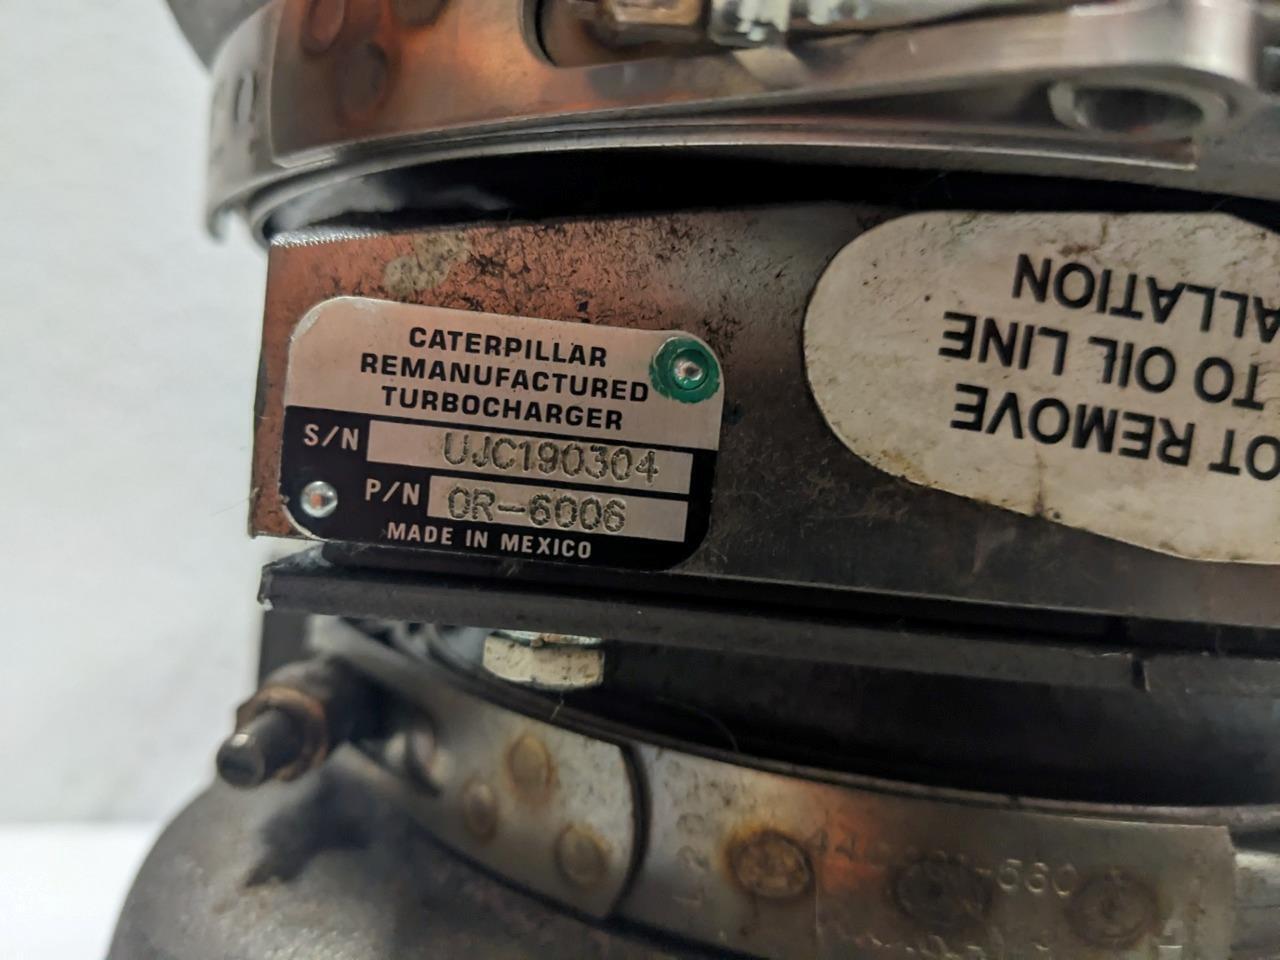 CATERPILLAR
REMANUFACTURED
TURBOCHARGER
S/N UJC190304
P/N 0R-6006
MADE IN MEXICO
OT REMOVE
TO OIL LINE
ALLATION